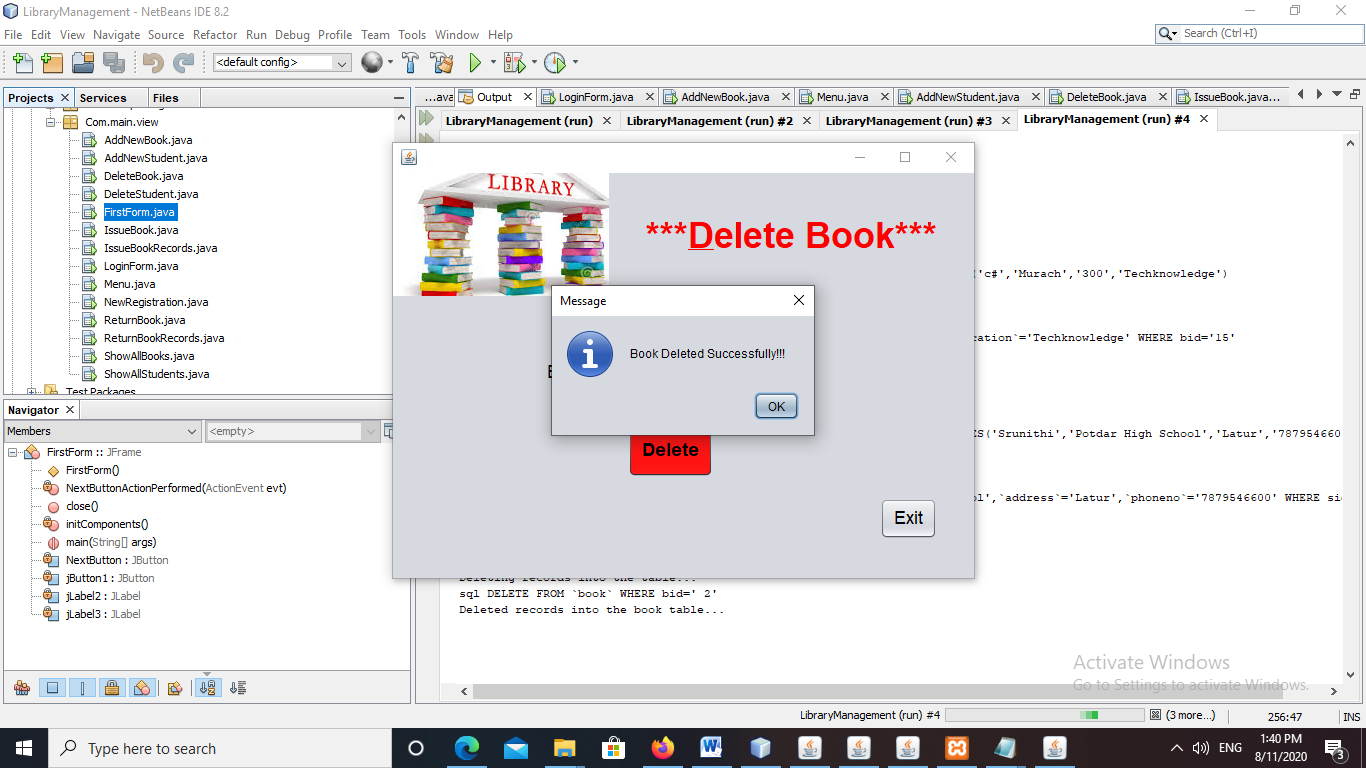 LibraryManagement - NetBeans IDE 8.2
File Edit View Navigate Source Refactor Run Debug Profile Team Tools Window Help
Search (Ctrl+I)
<default config>
Projects Services Files
...ava Output LoginForm.java AddNewBook.java Menu.java AddNewStudent.java DeleteBook.java IssueBook.java...
LibraryManagement (run) LibraryManagement (run) #2 LibraryManagement (run) #3 LibraryManagement (run) #4
Com.main.view
AddNewBook.java
AddNewStudent.java
DeleteBook.java
DeleteStudent.java
FirstForm.java
IssueBook.java
IssueBookRecords.java
LoginForm.java
Menu.java
NewRegistration.java
ReturnBook.java
ReturnBookRecords.java
ShowAllBooks.java
ShowAllStudents.java
Test Packages
Navigator
Members <empty>
FirstForm :: JFrame
FirstForm()
NextButtonActionPerformed(ActionEvent evt)
close()
initComponents()
main(String[] args)
NextButton : JButton
jButton1 : JButton
jLabel2 : JLabel
jLabel3 : JLabel
LIBRARY
***Delete Book***
Message
Book Deleted Successfully!!!
OK
Delete
Exit
'c#','Murach','300','Techknowledge')
cation`='Techknowledge' WHERE bid='15'
ES('Srunithi','Potdar High School','Latur','787954660
ol',`address`='Latur',`phoneno`='7879546600' WHERE si
Deleting records into the table...
sql DELETE FROM `book` WHERE bid=' 2'
Deleted records into the book table...
Activate Windows
Go to Settings to activate Windows.
LibraryManagement (run) #4 (3 more...) 256:47 INS
Type here to search
ENG
1:40 PM
8/11/2020
3